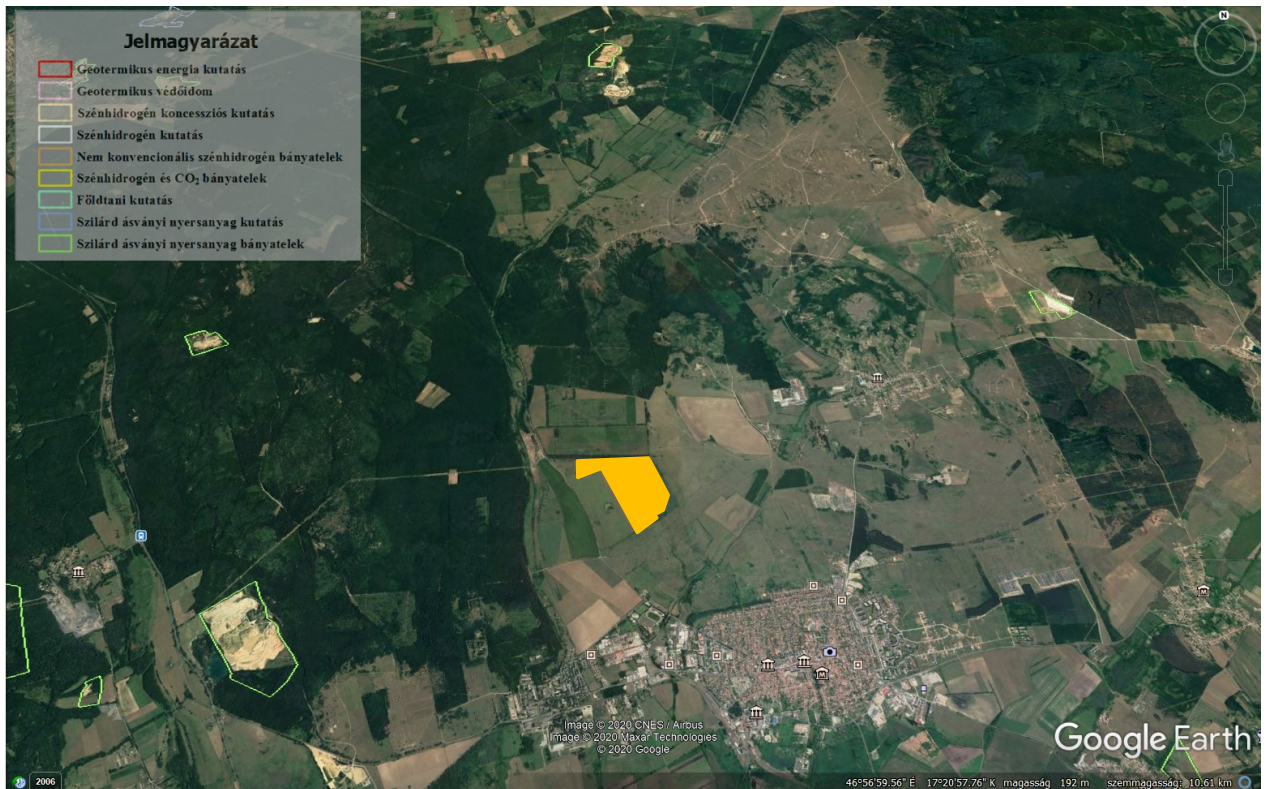 Jelmagyarázat
Geotermikus energia kutatás
Geotermikus védőidom
Szénhidrogén koncessziós kutatás
Szénhidrogén kutatás
Nem konvencionális szénhidrogén bányatelek
Szénhidrogén és CO₂ bányatelek
Földtani kutatás
Szilárd ásványi nyersanyag kutatás
Szilárd ásványi nyersanyag bányatelek
N
M
M
Image © 2020 CNES / Airbus
Image © 2020 Maxar Technologies
© 2020 Google
Google Earth
2006
46°56'59.56" É 17°20'57.76" K magasság 192 m szemmagasság: 10.61 km